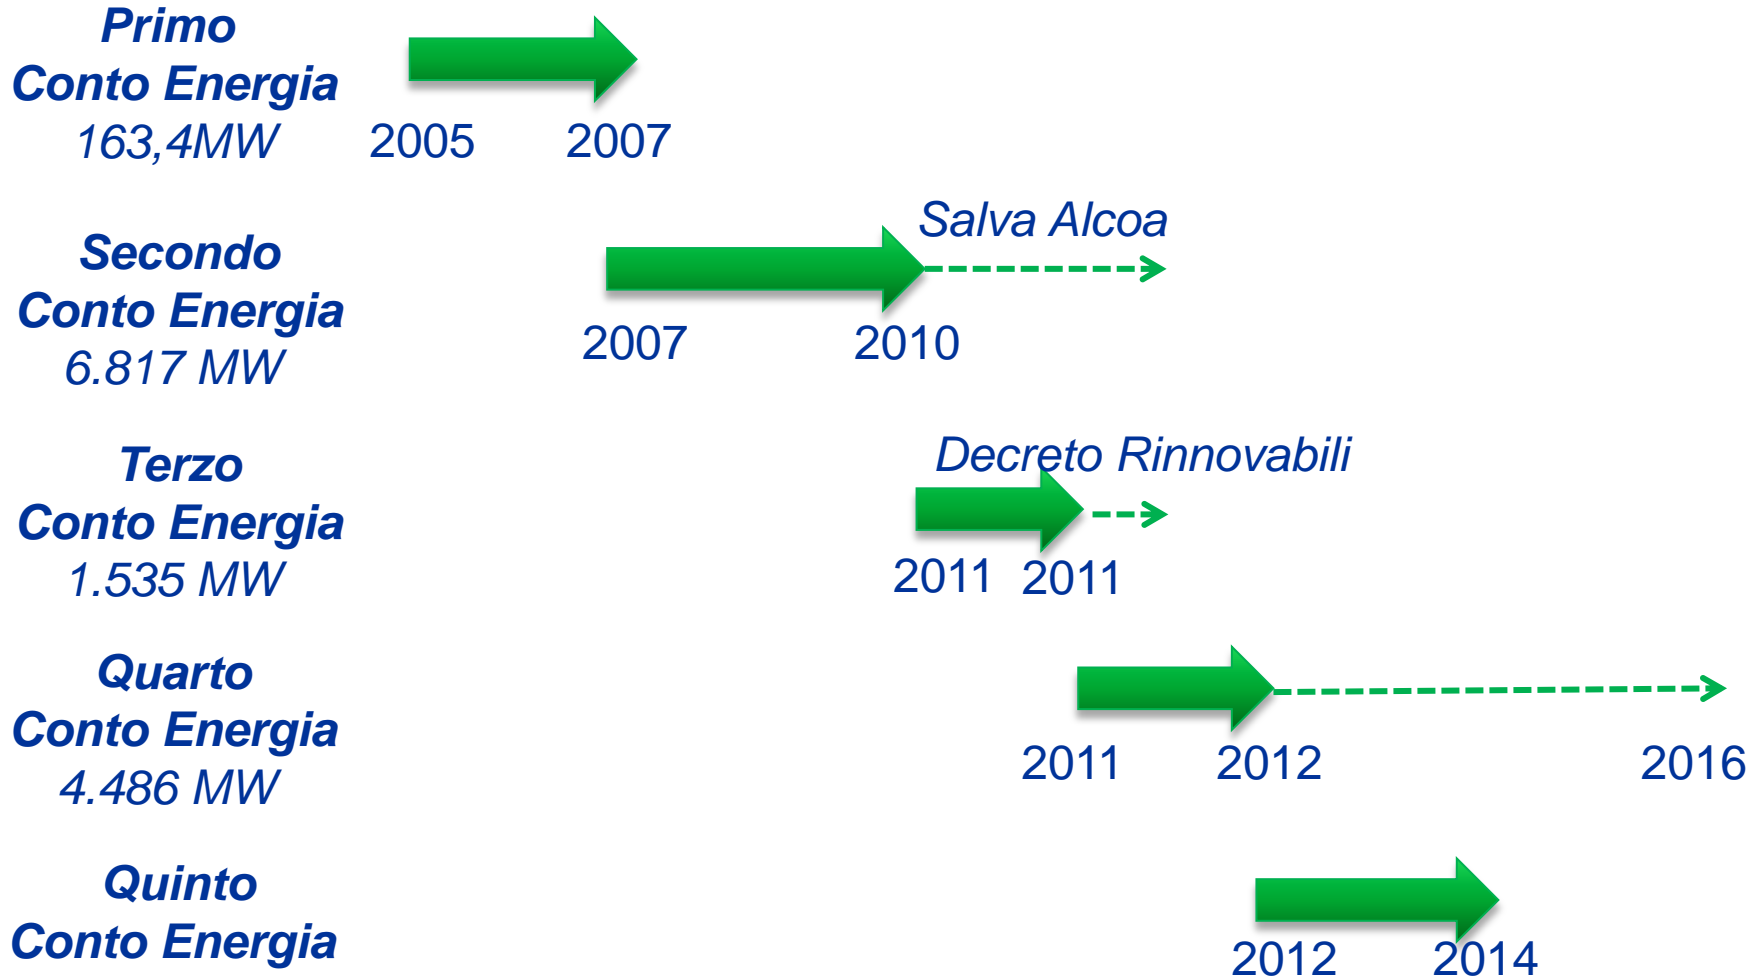 Primo
Conto Energia
163,4MW
2005
2007
Secondo
Conto Energia
6.817 MW
Salva Alcoa
2007
2010
Terzo
Conto Energia
1.535 MW
Decreto Rinnovabili
2011
2011
Quarto
Conto Energia
4.486 MW
2011
2012
2016
Quinto
Conto Energia
2012
2014